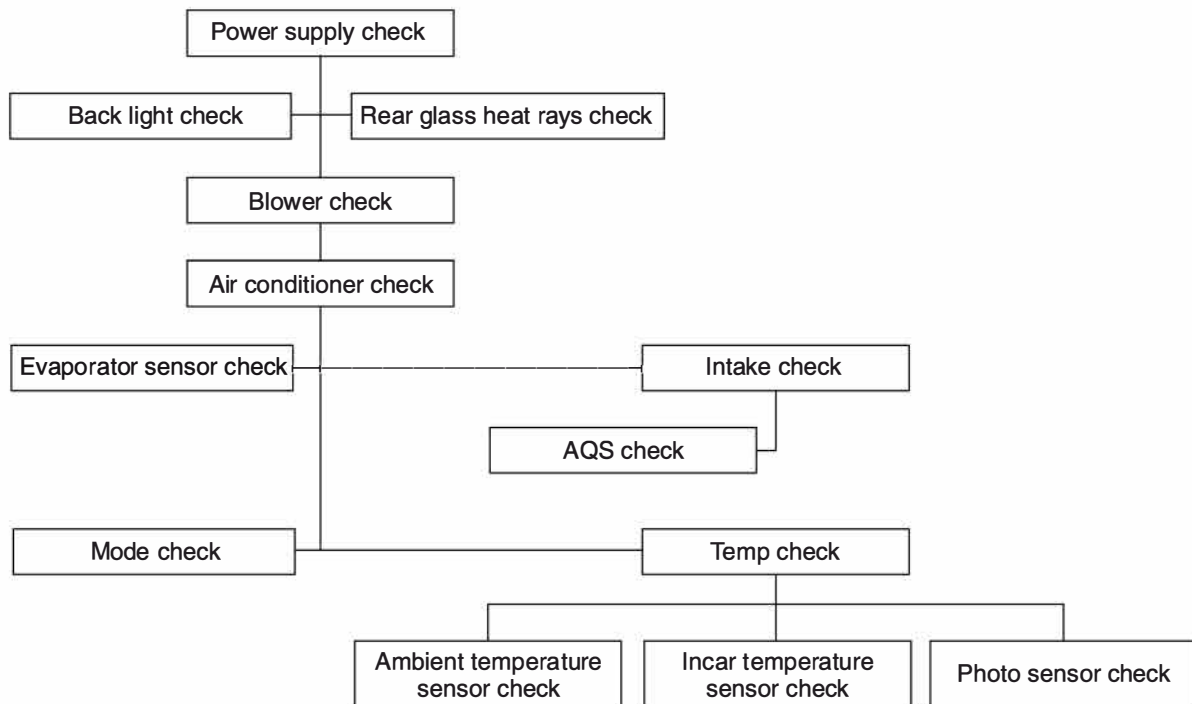 Power supply check
Back light check
Rear glass heat rays check
Blower check
Air conditioner check
Evaporator sensor check
Intake check
AQS check
Mode check
Temp check
Ambient temperature
sensor check
Incar temperature
sensor check
Photo sensor check